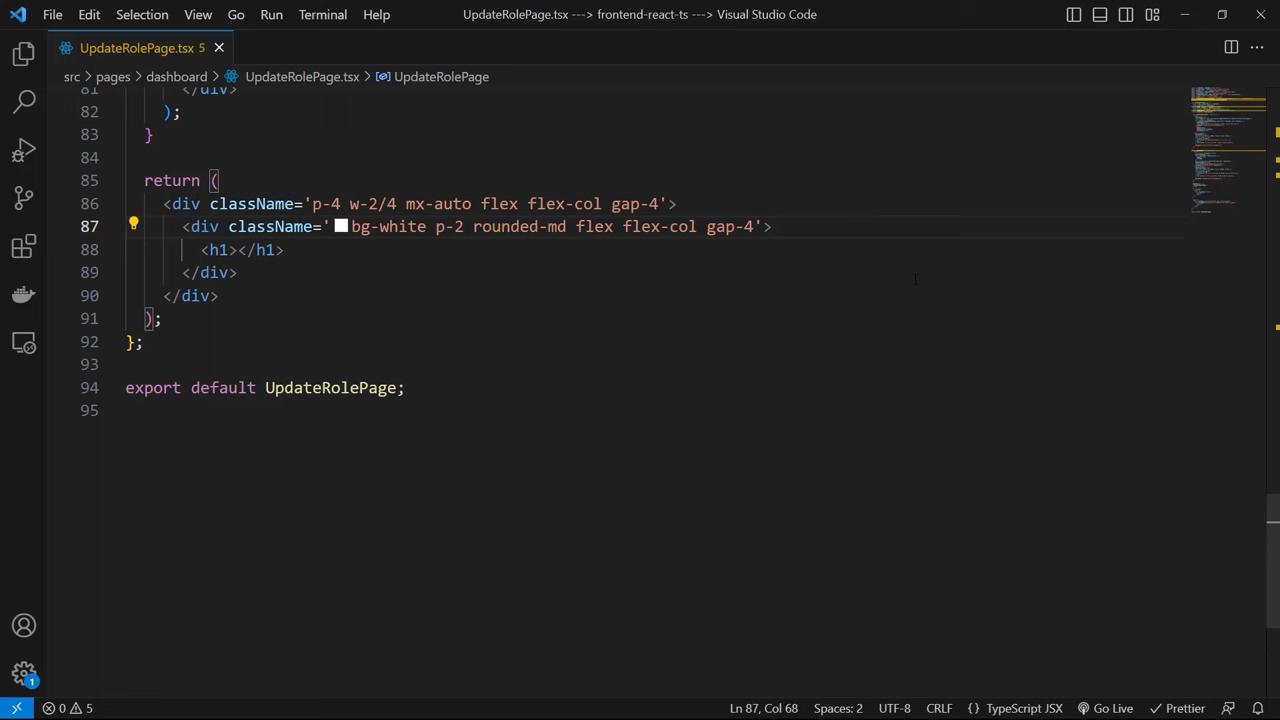 File Edit Selection View Go Run Terminal Help UpdateRolePage.tsx ---> frontend-react-ts ---> Visual Studio Code
UpdateRolePage.tsx 5
src > pages > dashboard > UpdateRolePage.tsx > UpdateRolePage
81 </div>
82 );
83 }
84
85 return (
86 <div className='p-4 w-2/4 mx-auto flex flex-col gap-4'>
87 <div className='bg-white p-2 rounded-md flex flex-col gap-4'>
88 <h1></h1>
89 </div>
90 </div>
91 );
92 };
93
94 export default UpdateRolePage;
95
1
0 5 Ln 87, Col 68 Spaces: 2 UTF-8 CRLF {} TypeScript JSX Go Live Prettier